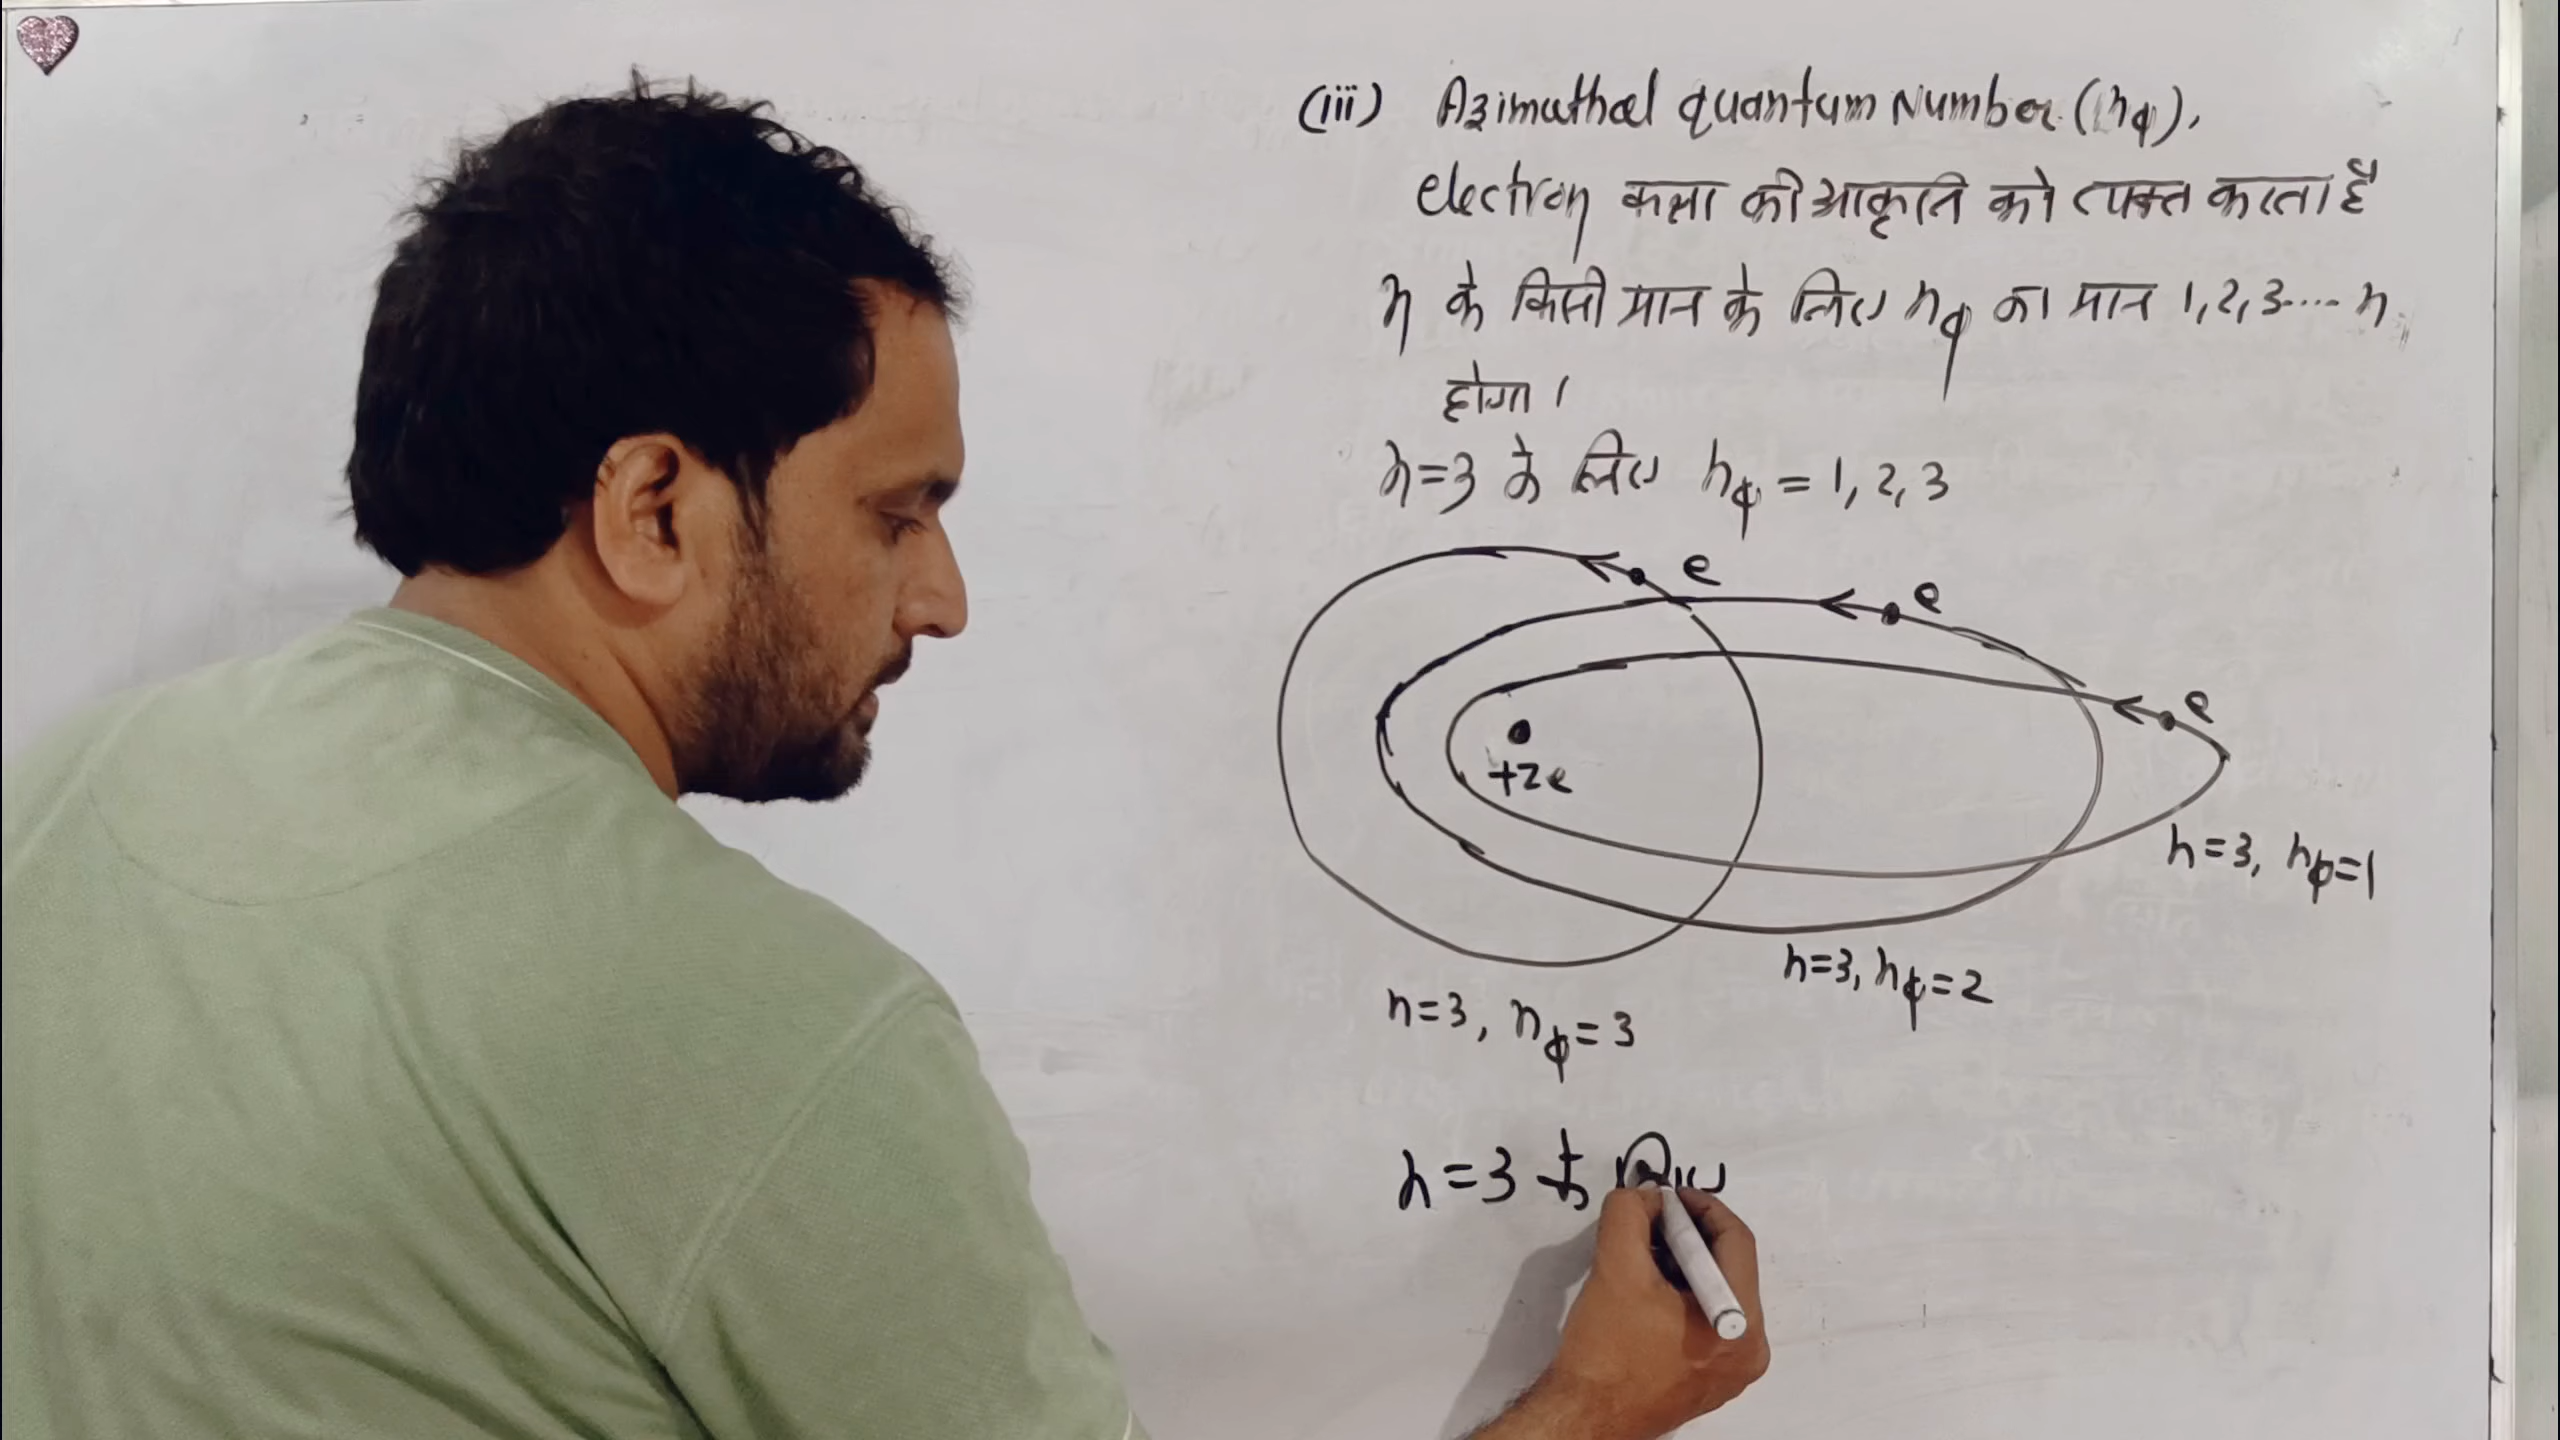 (iii) Azimuthal quantum Number (nφ),
electron कक्षा की आकृति को व्यक्त करता है
n के किसी मान के लिए nφ का मान 1, 2, 3.... n
होगा ।
n=3 के लिए nφ = 1, 2, 3
e
e
e
+Ze
n=3, nφ=1
n=3, nφ=2
n=3, nφ=3
n=3 के लिए